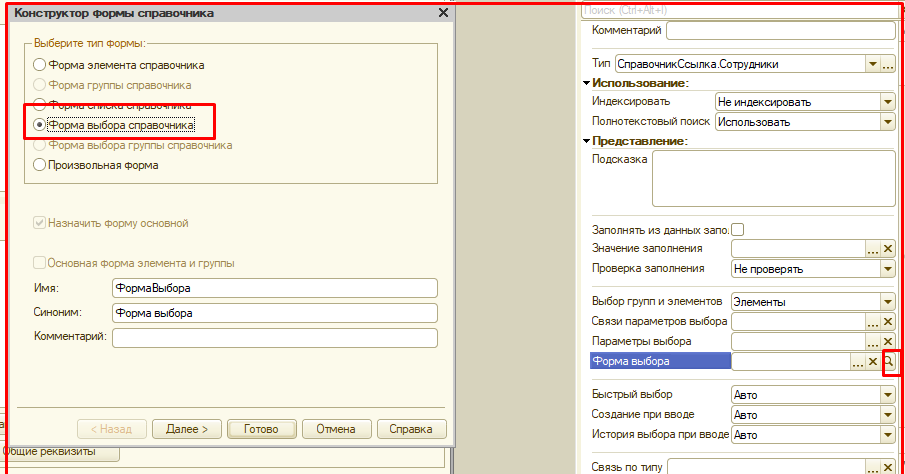 Конструктор формы справочника
Выберите тип формы:
Форма элемента справочника
Форма группы справочника
Форма списка справочника
Форма выбора справочника
Форма выбора группы справочника
Произвольная форма
Назначить форму основной
Основная форма элемента и группы
Имя: ФормаВыбора
Синоним: Форма выбора
Комментарий:
< Назад Далее > Готово Отмена Справка
Общие реквизиты
Поиск (Ctrl+Alt+I)
Комментарий
Тип СправочникСсылка.Сотрудники ...
Использование:
Индексировать Не индексировать
Полнотекстовый поиск Использовать
Представление:
Подсказка
Заполнять из данных запо.
Значение заполнения ...
Проверка заполнения Не проверять
Выбор групп и элементов Элементы
Связи параметров выбора ...
Параметры выбора ...
Форма выбора ...
Быстрый выбор Авто
Создание при вводе Авто
История выбора при вводе Авто
Связь по типу ...